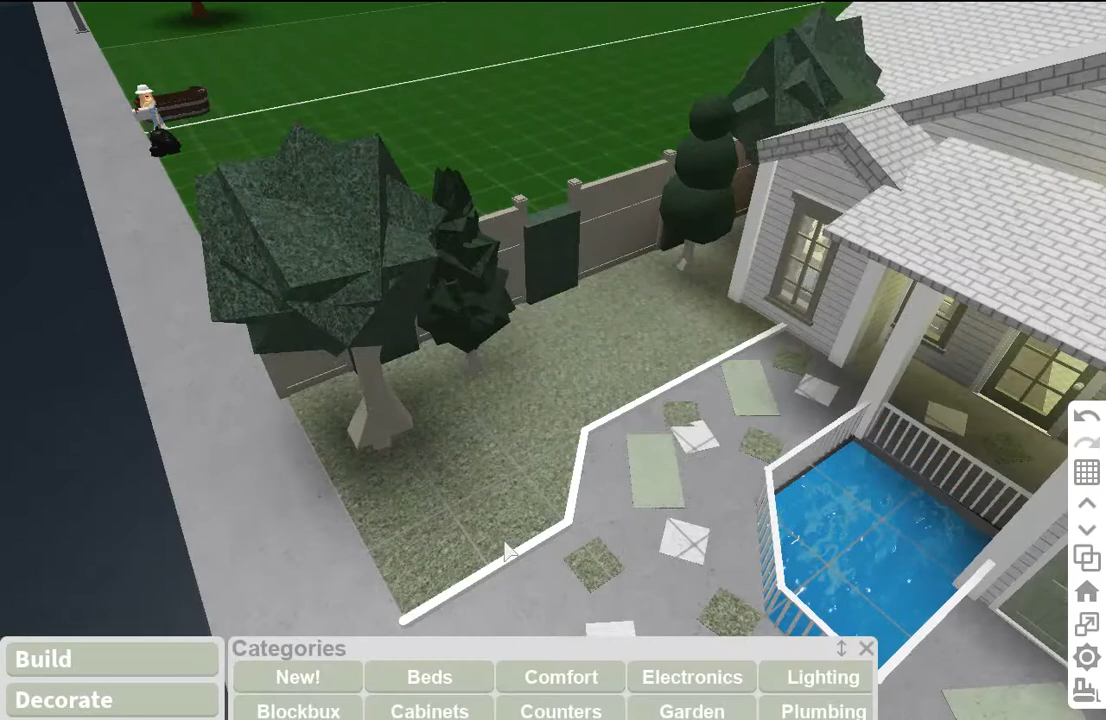 Build
Decorate
Categories
New! Beds Comfort Electronics Lighting
Blockbux Cabinets Counters Garden Plumbing